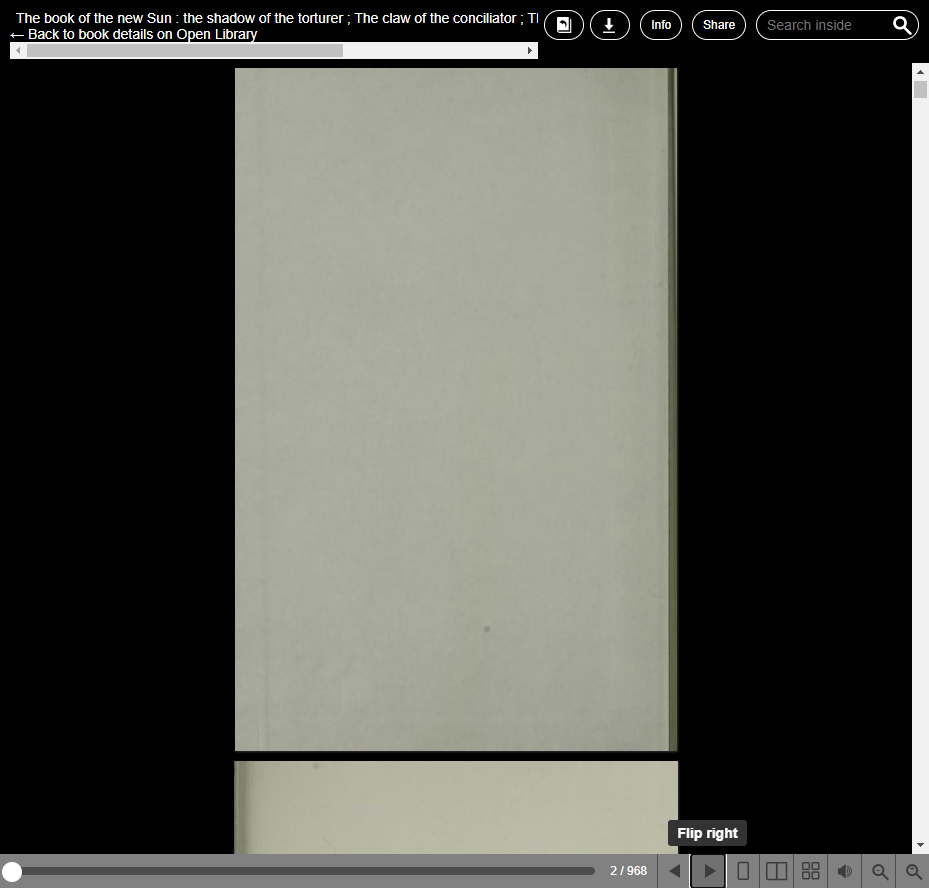 The book of the new Sun : the shadow of the torturer ; The claw of the conciliator ;
← Back to book details on Open Library
Info
Share
Search inside
Flip right
2 / 968